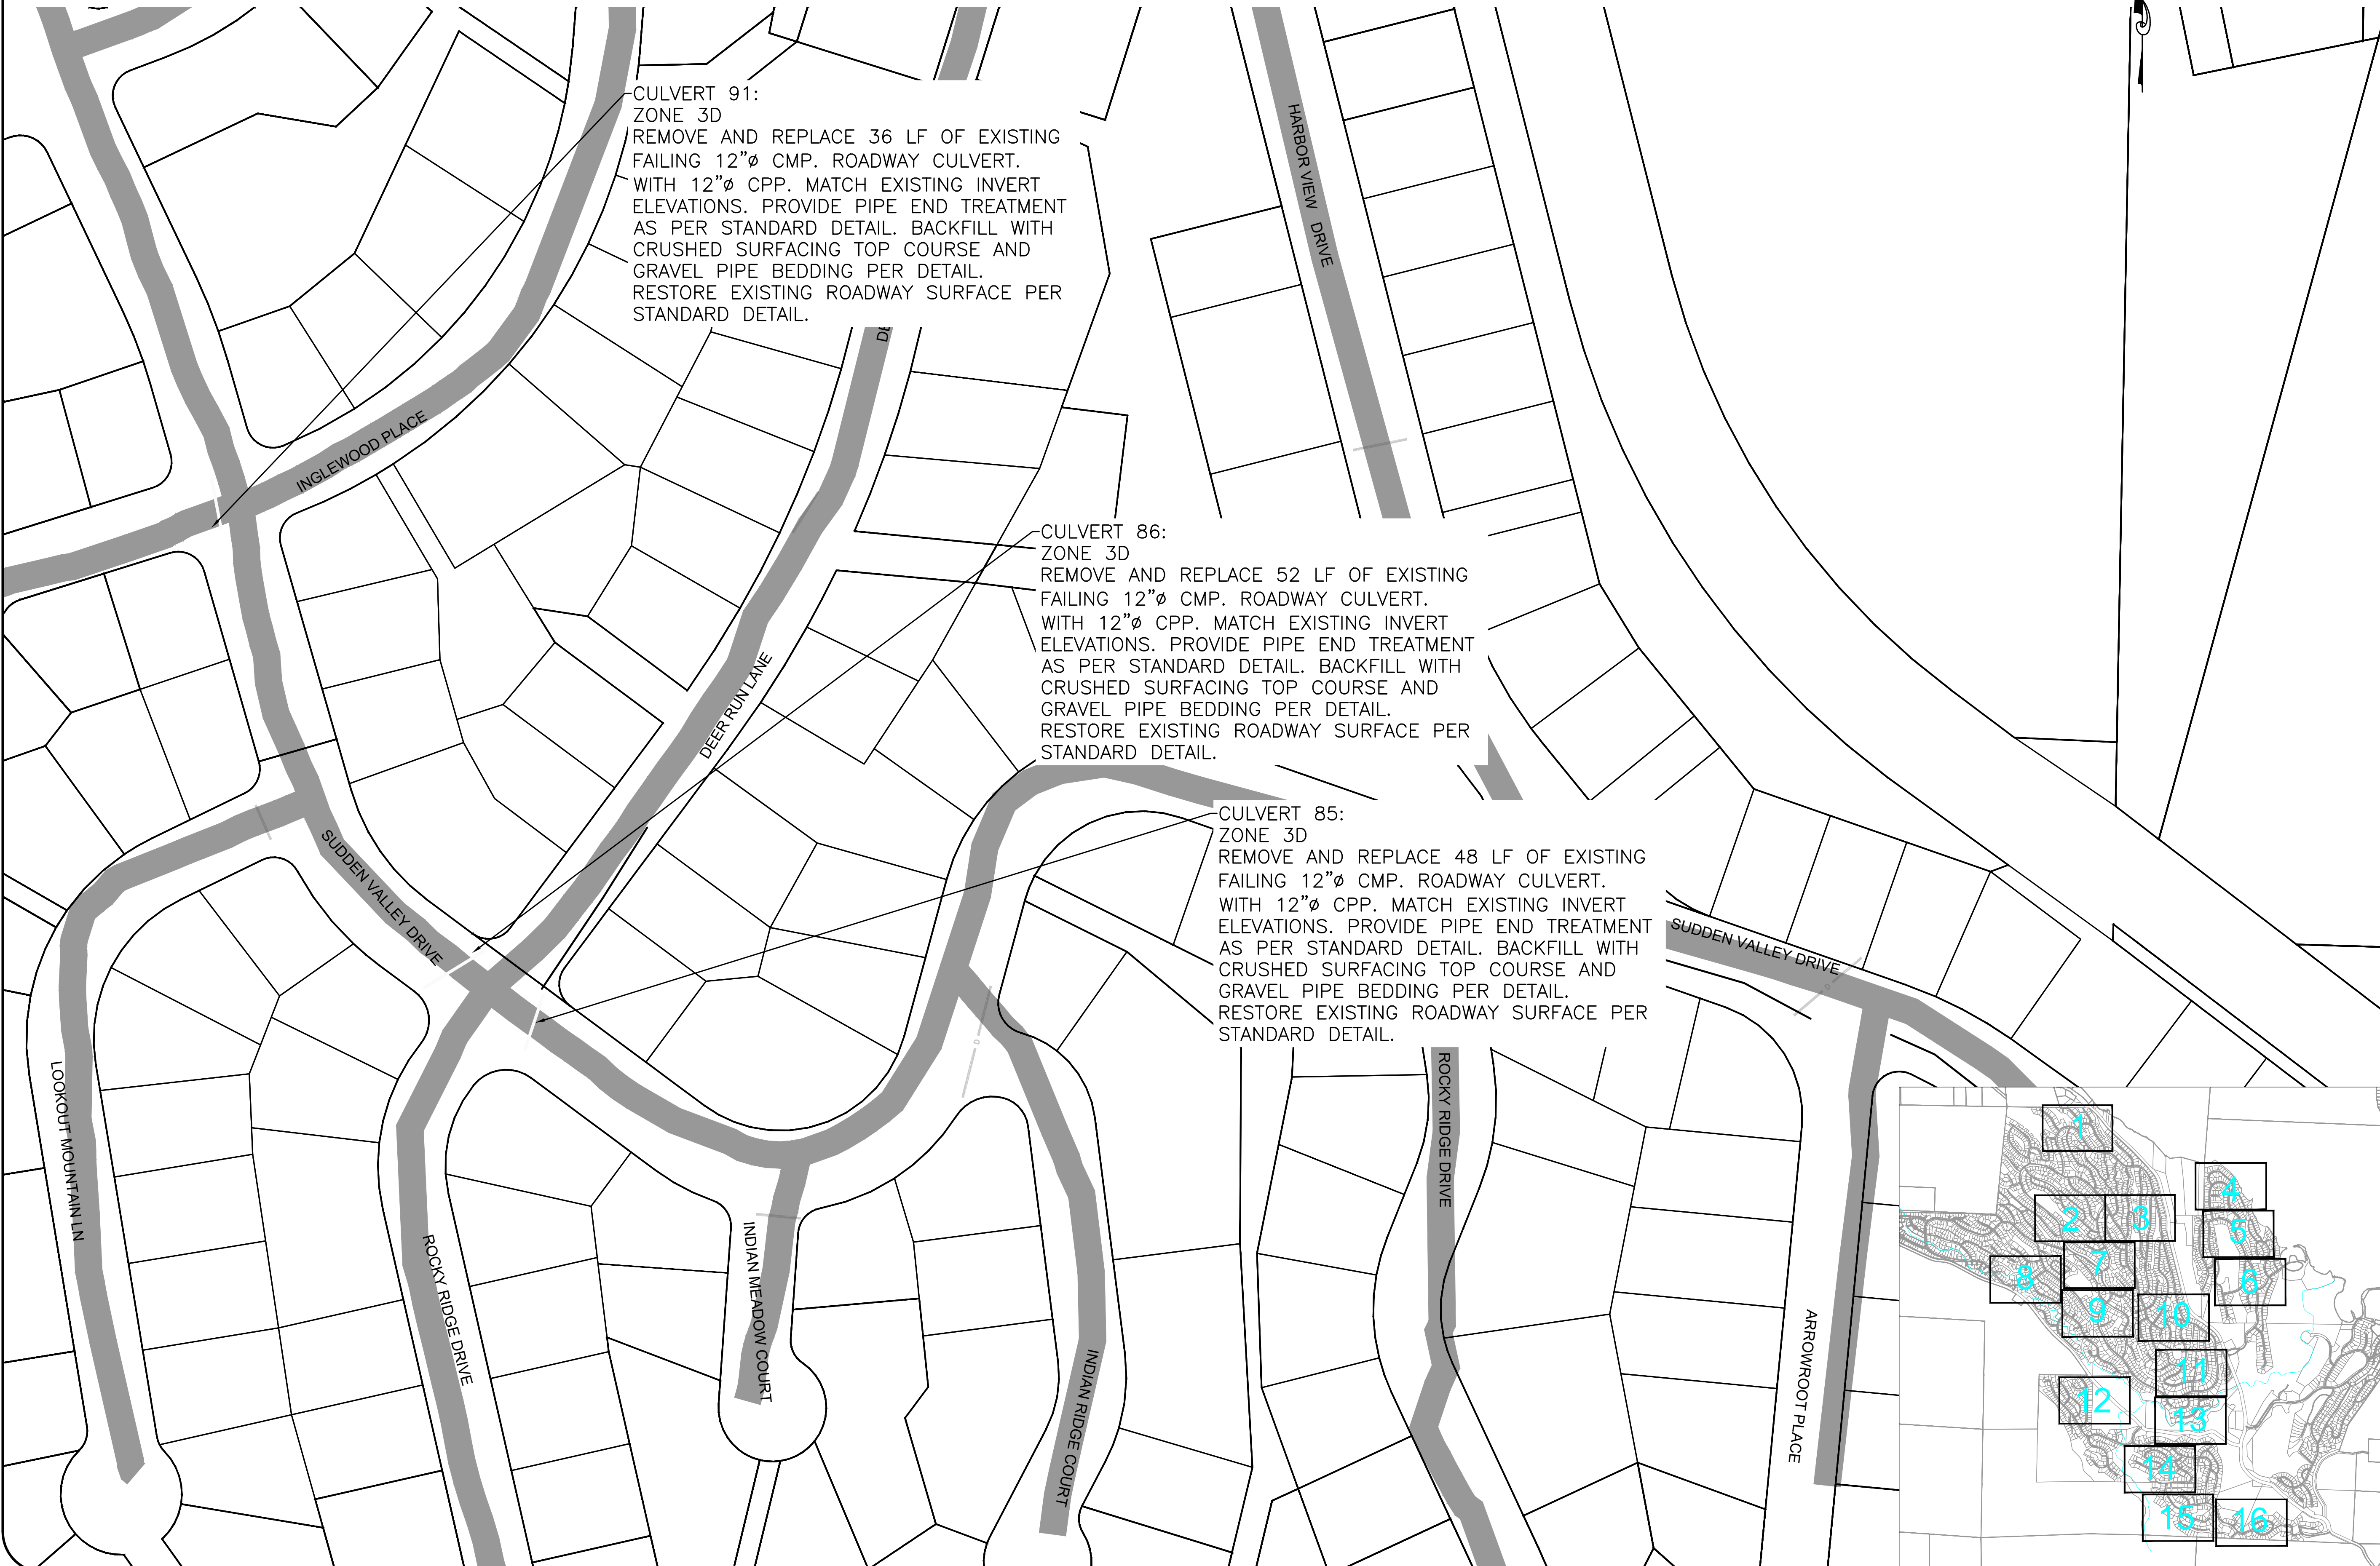 CULVERT 91:
ZONE 3D
REMOVE AND REPLACE 36 LF OF EXISTING
FAILING 12"ø CMP. ROADWAY CULVERT.
WITH 12"ø CPP. MATCH EXISTING INVERT
ELEVATIONS. PROVIDE PIPE END TREATMENT
AS PER STANDARD DETAIL. BACKFILL WITH
CRUSHED SURFACING TOP COURSE AND
GRAVEL PIPE BEDDING PER DETAIL.
RESTORE EXISTING ROADWAY SURFACE PER
STANDARD DETAIL.
HARBOR VIEW DRIVE
DE
INGLEWOOD PLACE
CULVERT 86:
ZONE 3D
REMOVE AND REPLACE 52 LF OF EXISTING
FAILING 12"ø CMP. ROADWAY CULVERT.
WITH 12"ø CPP. MATCH EXISTING INVERT
ELEVATIONS. PROVIDE PIPE END TREATMENT
AS PER STANDARD DETAIL. BACKFILL WITH
CRUSHED SURFACING TOP COURSE AND
GRAVEL PIPE BEDDING PER DETAIL.
RESTORE EXISTING ROADWAY SURFACE PER
STANDARD DETAIL.
DEER RUN LANE
CULVERT 85:
ZONE 3D
REMOVE AND REPLACE 48 LF OF EXISTING
FAILING 12"ø CMP. ROADWAY CULVERT.
WITH 12"ø CPP. MATCH EXISTING INVERT
ELEVATIONS. PROVIDE PIPE END TREATMENT
AS PER STANDARD DETAIL. BACKFILL WITH
CRUSHED SURFACING TOP COURSE AND
GRAVEL PIPE BEDDING PER DETAIL.
RESTORE EXISTING ROADWAY SURFACE PER
STANDARD DETAIL.
SUDDEN VALLEY DRIVE
SUDDEN VALLEY DRIVE
D
D
LOOKOUT MOUNTAIN LN
ROCKY RIDGE DRIVE
INDIAN MEADOW COURT
INDIAN RIDGE COURT
ROCKY RIDGE DRIVE
ARROWROOT PLACE
1
4
2
3
5
7
8
6
9
10
11
12
13
14
15
16